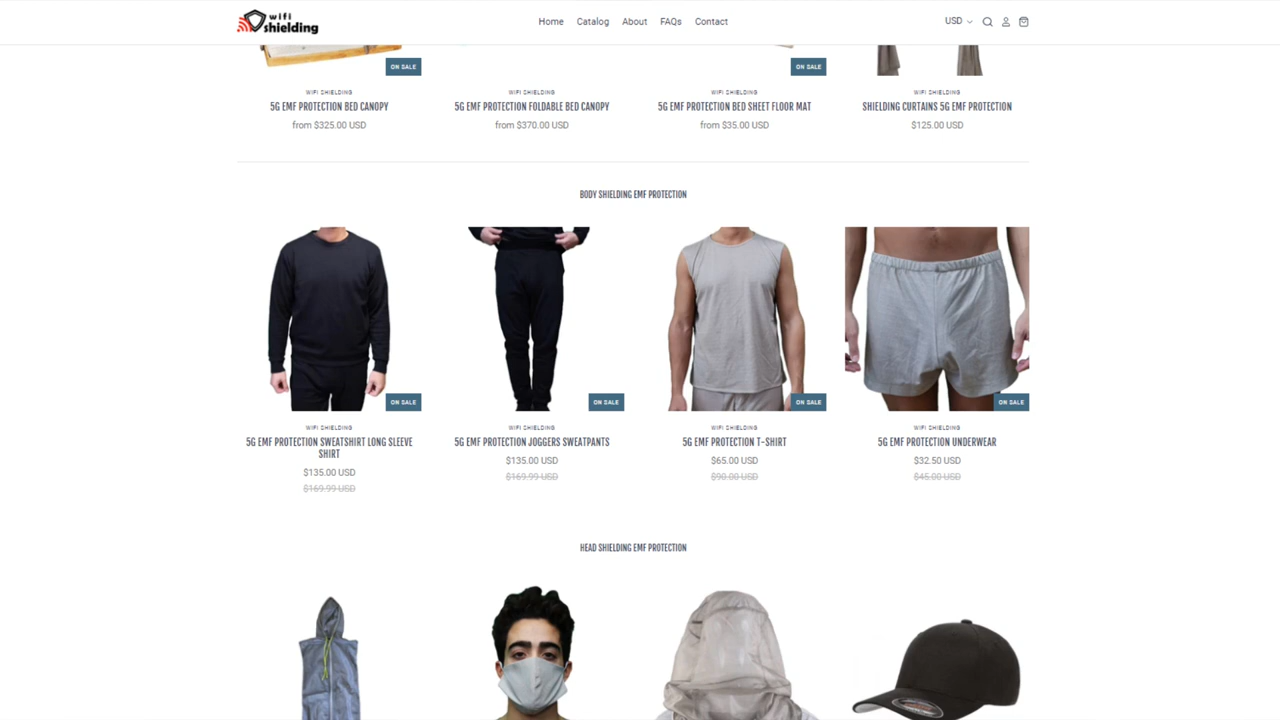 wifi
shielding
Home Catalog About FAQs Contact
USD
ON SALE ON SALE
WIFI SHIELDING WIFI SHIELDING WIFI SHIELDING WIFI SHIELDING
5G EMF PROTECTION BED CANOPY 5G EMF PROTECTION FOLDABLE BED CANOPY 5G EMF PROTECTION BED SHEET FLOOR MAT SHIELDING CURTAINS 5G EMF PROTECTION
from $325.00 USD from $370.00 USD from $35.00 USD $125.00 USD
BODY SHIELDING EMF PROTECTION
ON SALE ON SALE ON SALE ON SALE
WIFI SHIELDING WIFI SHIELDING WIFI SHIELDING WIFI SHIELDING
5G EMF PROTECTION SWEATSHIRT LONG SLEEVE 5G EMF PROTECTION JOGGERS SWEATPANTS 5G EMF PROTECTION T-SHIRT 5G EMF PROTECTION UNDERWEAR
SHIRT
$135.00 USD $65.00 USD $32.50 USD
$135.00 USD
$169.99 USD $90.00 USD $45.00 USD
$169.99 USD
HEAD SHIELDING EMF PROTECTION